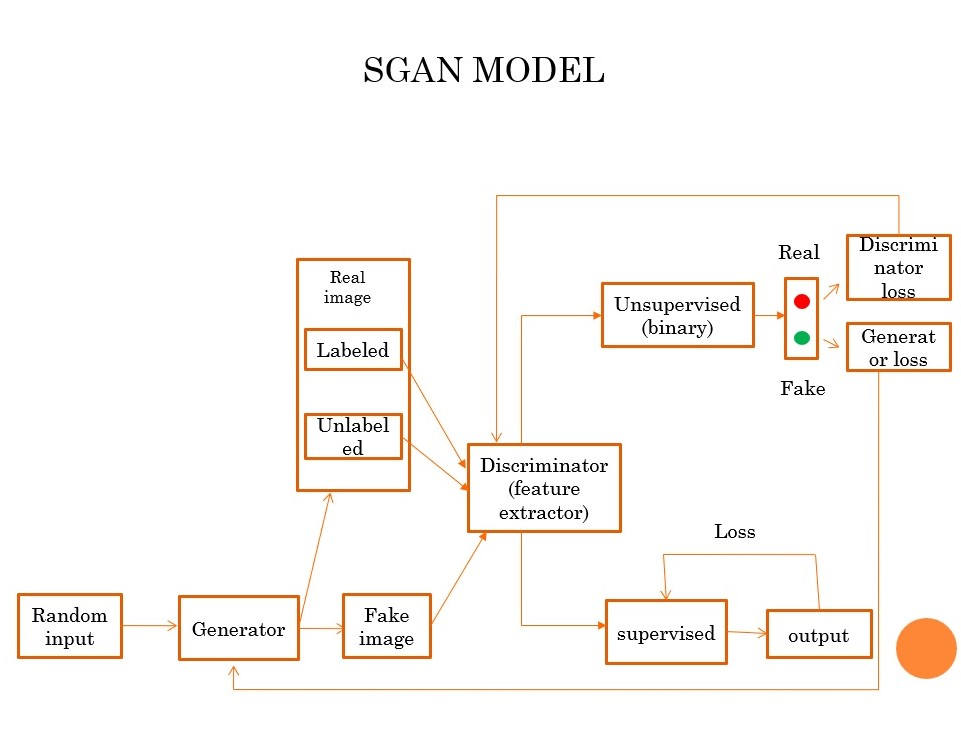 SGAN MODEL
Real
image
Labeled
Unlabel
ed
Discriminator
(feature
extractor)
Unsupervised
(binary)
Real
Fake
Discrimi
nator
loss
Generat
or loss
Random
input
Generator
Fake
image
Loss
supervised
output